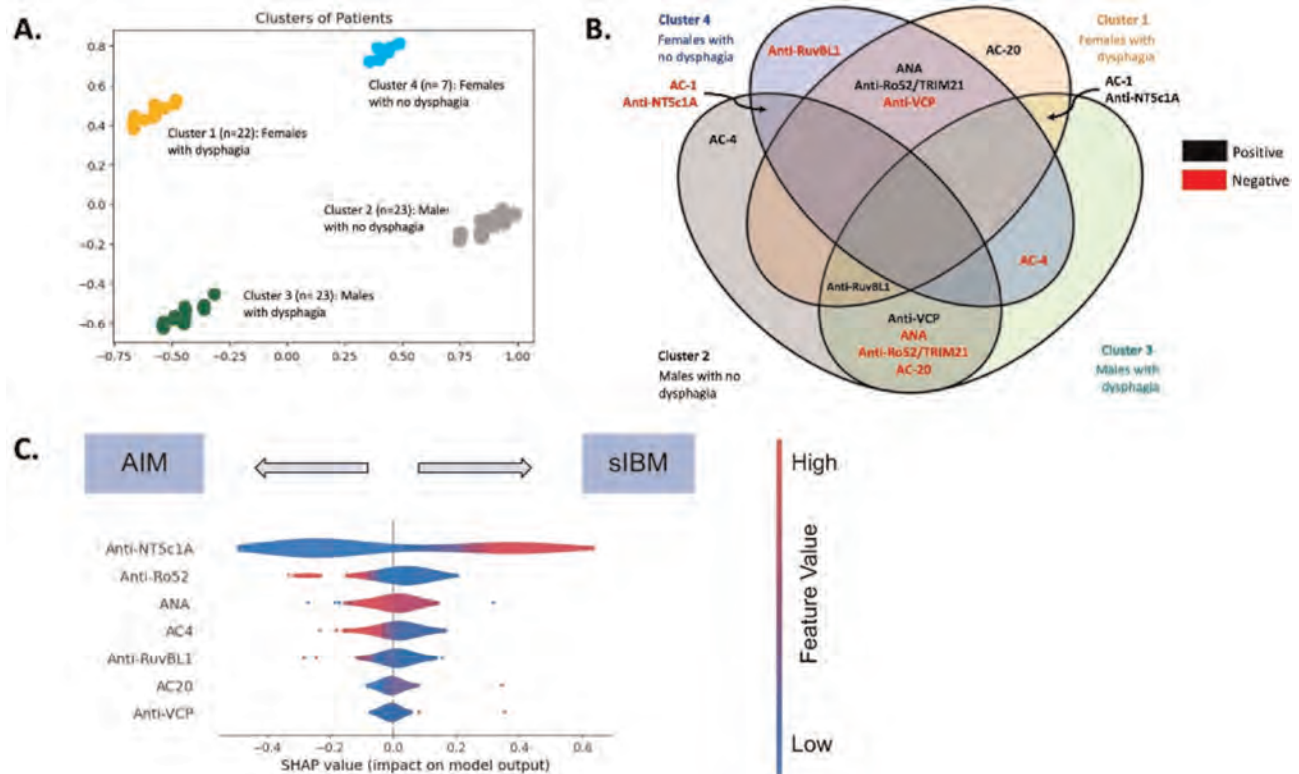 A.
Clusters of Patients
0.8
0.6
0.4
0.2
0.0
−0.2
−0.4
−0.6
−0.75
−0.50
−0.25
0.00
0.25
0.50
0.75
1.00
Cluster 4 (n= 7): Females
with no dysphagia
Cluster 1 (n=22): Females
with dysphagia
Cluster 2 (n=23): Males
with no dysphagia
Cluster 3 (n= 23): Males
with dysphagia
B.
Cluster 4
Females with
no dysphagia
Cluster 1
Females with
dysphagia
Anti-RuvBL1
AC-20
ANA
Anti-Ro52/TRIM21
Anti-VCP
AC-1
Anti-NT5c1A
AC-1
Anti-NT5c1A
AC-4
AC-4
Anti-RuvBL1
Anti-VCP
ANA
Anti-Ro52/TRIM21
AC-20
Cluster 2
Males with no
dysphagia
Cluster 3
Males with
dysphagia
Positive
Negative
C.
AIM
sIBM
Anti-NT5c1A
Anti-Ro52
ANA
AC4
Anti-RuvBL1
AC20
Anti-VCP
−0.4
−0.2
0.0
0.2
0.4
0.6
SHAP value (impact on model output)
High
Feature Value
Low